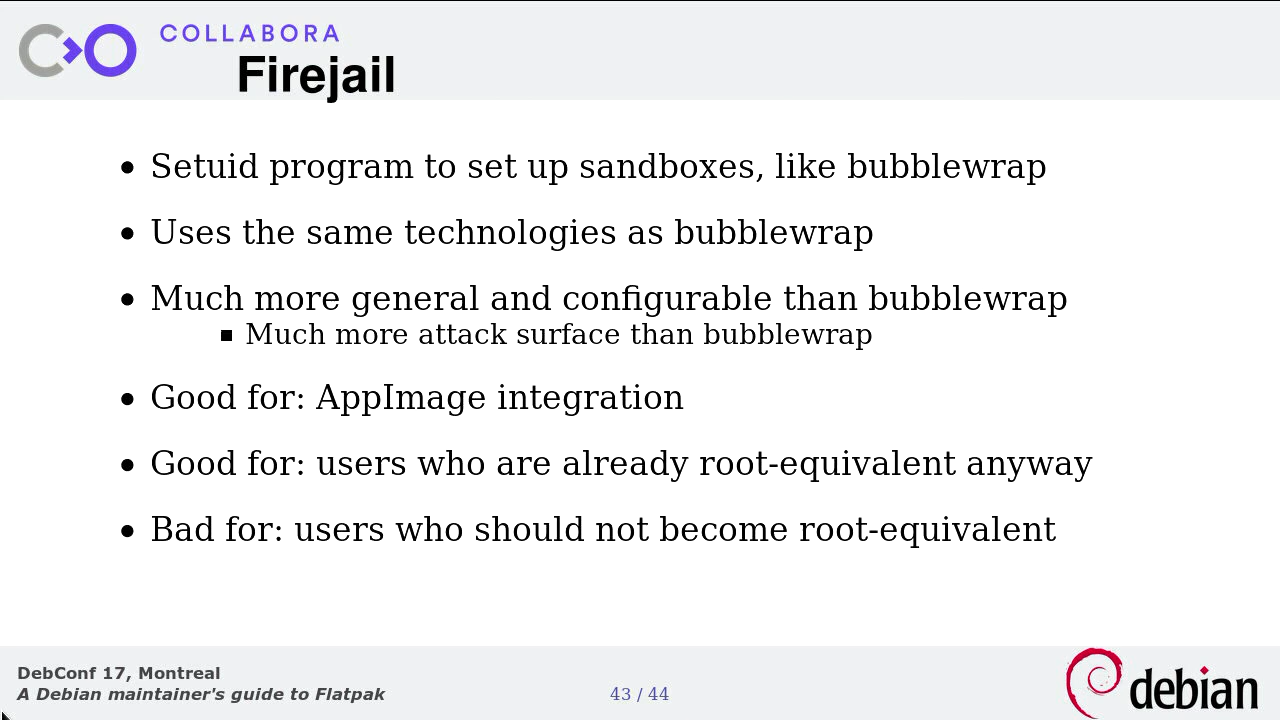 COLLABORA
Firejail
• Setuid program to set up sandboxes, like bubblewrap
• Uses the same technologies as bubblewrap
• Much more general and configurable than bubblewrap
▪ Much more attack surface than bubblewrap
• Good for: AppImage integration
• Good for: users who are already root-equivalent anyway
• Bad for: users who should not become root-equivalent
DebConf 17, Montreal
A Debian maintainer's guide to Flatpak
43 / 44
debian